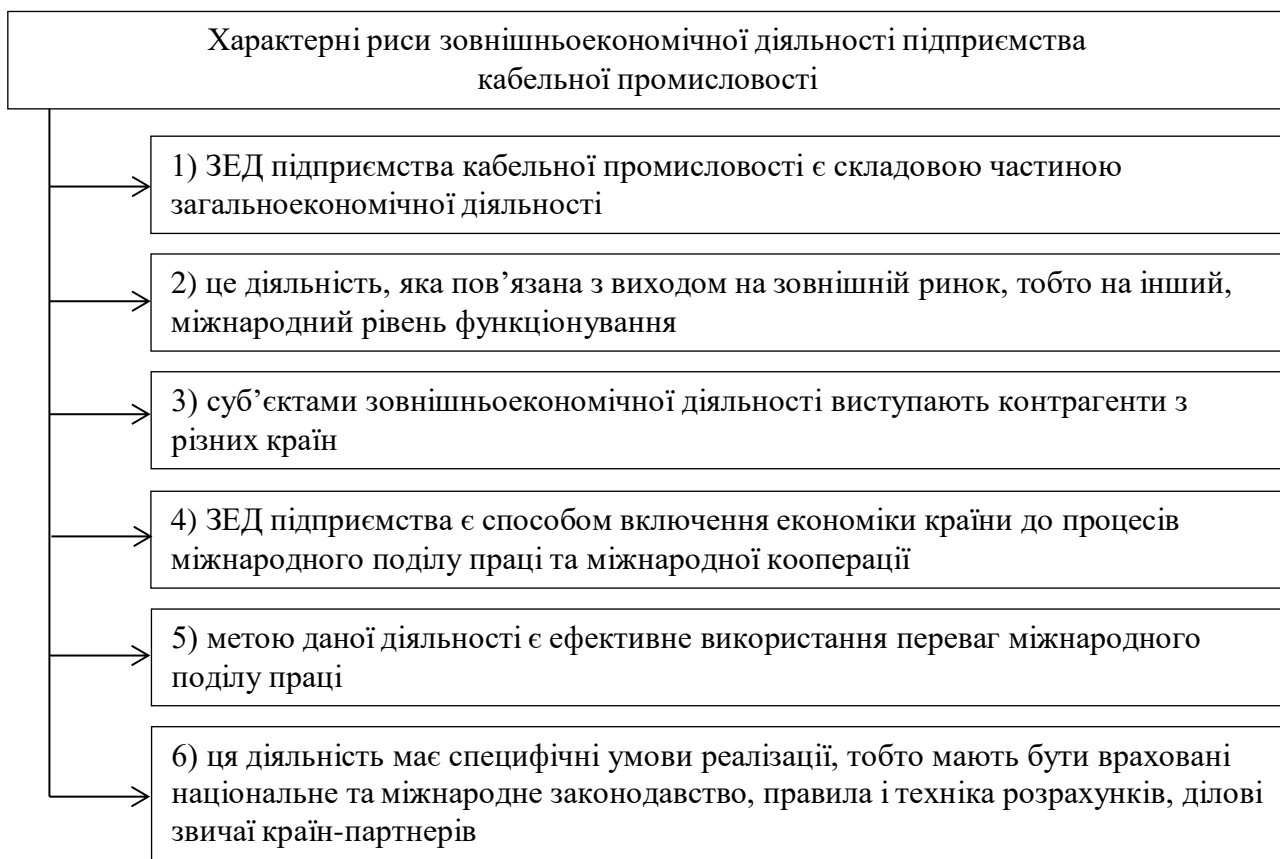 Характерні риси зовнішньоекономічної діяльності підприємства
кабельної промисловості
1) ЗЕД підприємства кабельної промисловості є складовою частиною
загальноекономічної діяльності
2) це діяльність, яка пов’язана з виходом на зовнішній ринок, тобто на інший,
міжнародний рівень функціонування
3) суб’єктами зовнішньоекономічної діяльності виступають контрагенти з
різних країн
4) ЗЕД підприємства є способом включення економіки країни до процесів
міжнародного поділу праці та міжнародної кооперації
5) метою даної діяльності є ефективне використання переваг міжнародного
поділу праці
6) ця діяльність має специфічні умови реалізації, тобто мають бути враховані
національне та міжнародне законодавство, правила і техніка розрахунків, ділові
звичаї країн-партнерів